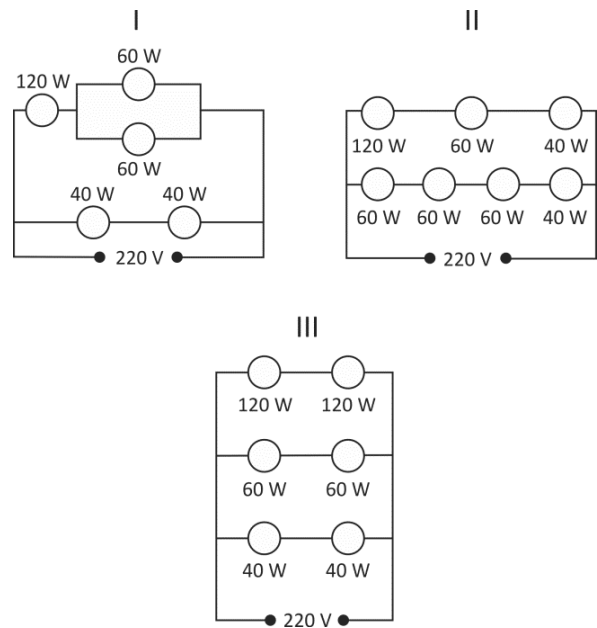 I
60 W
120 W
60 W
40 W 40 W
220 V
II
120 W 60 W 40 W
60 W 60 W 60 W 40 W
220 V
III
120 W 120 W
60 W 60 W
40 W 40 W
220 V